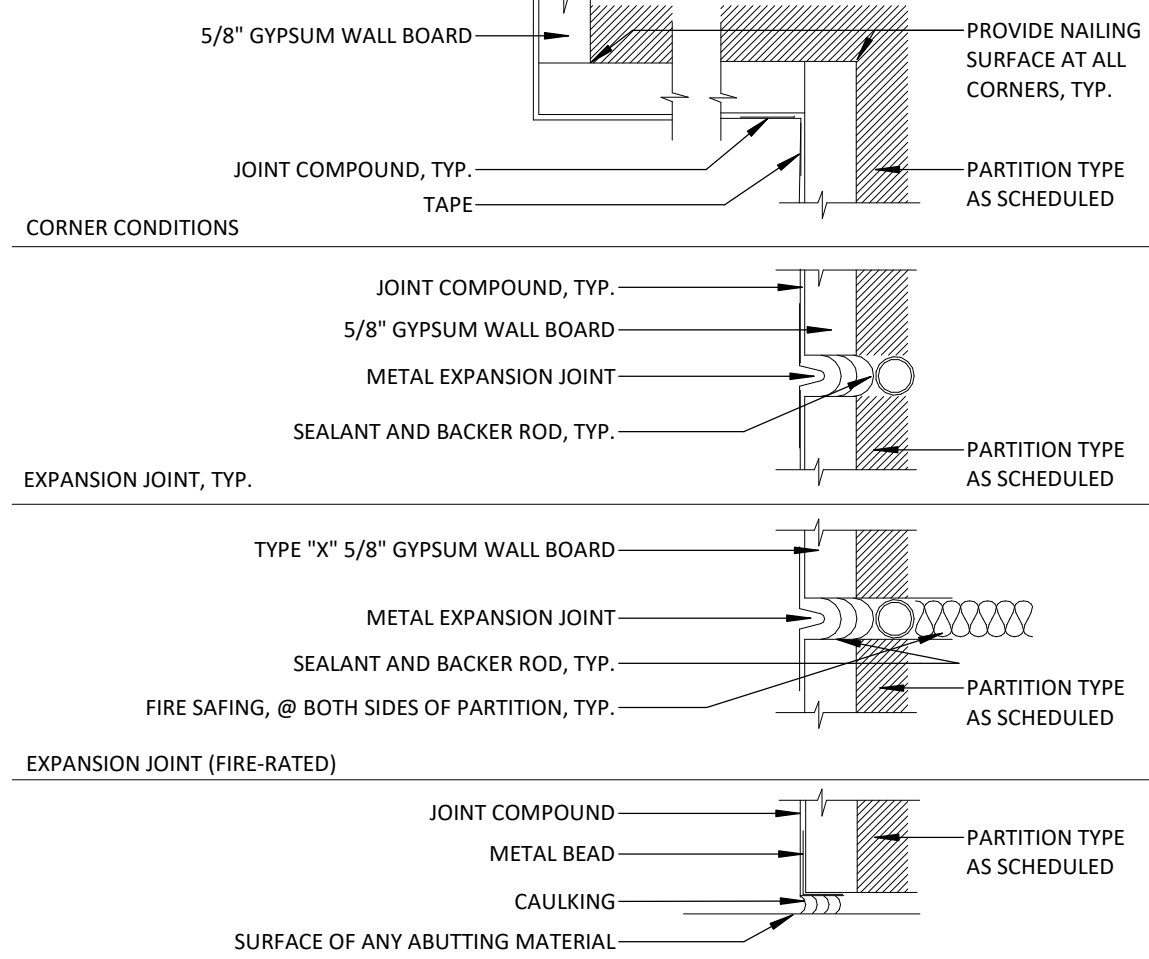 5/8" GYPSUM WALL BOARD
PROVIDE NAILING
SURFACE AT ALL
CORNERS, TYP.
JOINT COMPOUND, TYP.
TAPE
PARTITION TYPE
AS SCHEDULED
CORNER CONDITIONS
JOINT COMPOUND, TYP.
5/8" GYPSUM WALL BOARD
METAL EXPANSION JOINT
SEALANT AND BACKER ROD, TYP.
PARTITION TYPE
AS SCHEDULED
EXPANSION JOINT, TYP.
TYPE "X" 5/8" GYPSUM WALL BOARD
METAL EXPANSION JOINT
SEALANT AND BACKER ROD, TYP.
FIRE SAFING, @ BOTH SIDES OF PARTITION, TYP.
PARTITION TYPE
AS SCHEDULED
EXPANSION JOINT (FIRE-RATED)
JOINT COMPOUND
METAL BEAD
CAULKING
SURFACE OF ANY ABUTTING MATERIAL
PARTITION TYPE
AS SCHEDULED